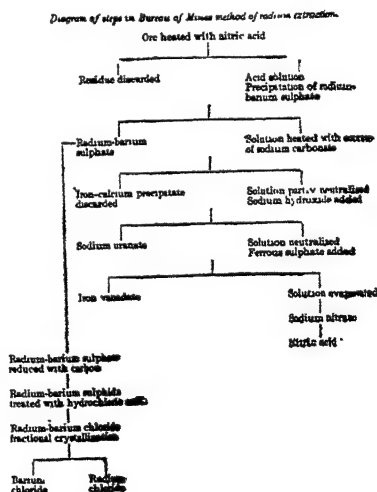 Diagram of steps in Bureau of Mines method of radium extraction.
Ore heated with nitric acid
Residue discarded
Acid solution
Precipitation of radium-
barium sulphate
Radium-barium
sulphate
Solution heated with excess
of sodium carbonate
Iron-calcium precipitate
discarded
Solution partly neutralised
Sodium hydroxide added
Sodium uranate
Solution neutralised
Ferrous sulphate added
Iron vanadate
Solution evaporated
Sodium nitrate
Nitric acid
Radium-barium sulphate
reduced with carbon
Radium-barium sulphide
treated with hydrochloric acid
Radium-barium chloride
fractional crystallization
Barium
chloride
Radium
chloride